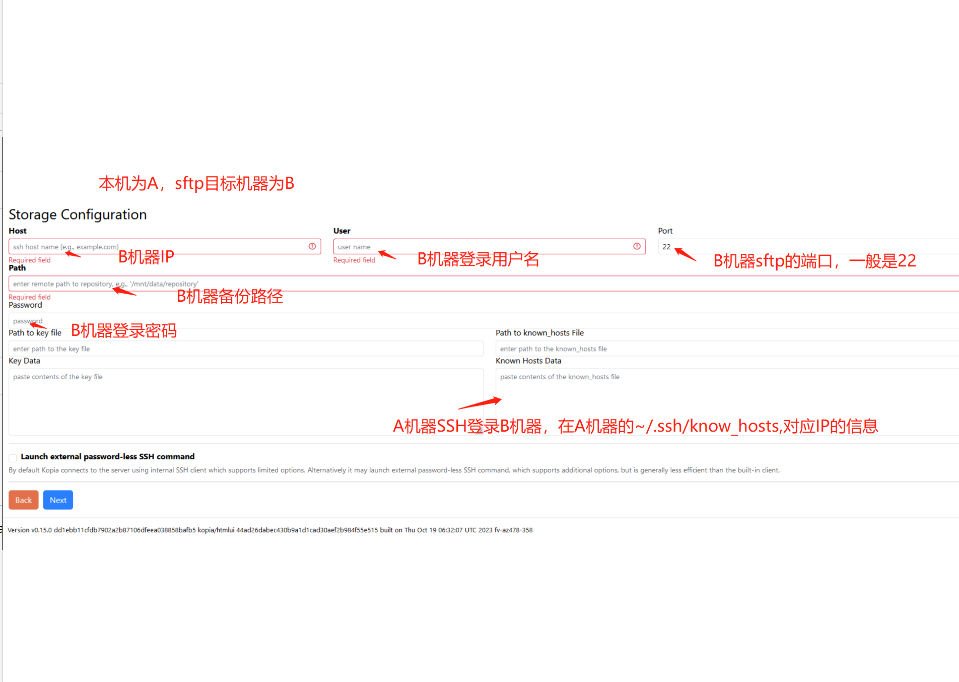 本机为A，sftp目标机器为B
Storage Configuration
Host
User
Port
ssh host name (e.g., example.com)
user name
22
Required field
B机器IP
Required field
B机器登录用户名
B机器sftp的端口，一般是22
Path
enter remote path to repository, e.g., '/mnt/data/repository'
Required field
B机器备份路径
Password
password
B机器登录密码
Path to key file
Path to known_hosts File
enter path to the key file
enter path to the known_hosts file
Key Data
Known Hosts Data
paste contents of the key file
paste contents of the known_hosts file
A机器SSH登录B机器，在A机器的~/.ssh/know_hosts,对应IP的信息
Launch external password-less SSH command
By default Kopia connects to the server using internal SSH client which supports limited options. Alternatively it may launch external password-less SSH command, which supports additional options, but is generally less efficient than the built-in client.
Back
Next
Version v0.15.0 dd1ebb11cfdb7902a2b87106dfeea038858bafb5 kopia/htmlui 44ad26dabec430b9a1d1cad30aef2b984f55e515 built on Thu Oct 19 06:32:07 UTC 2023 fv-az478-358